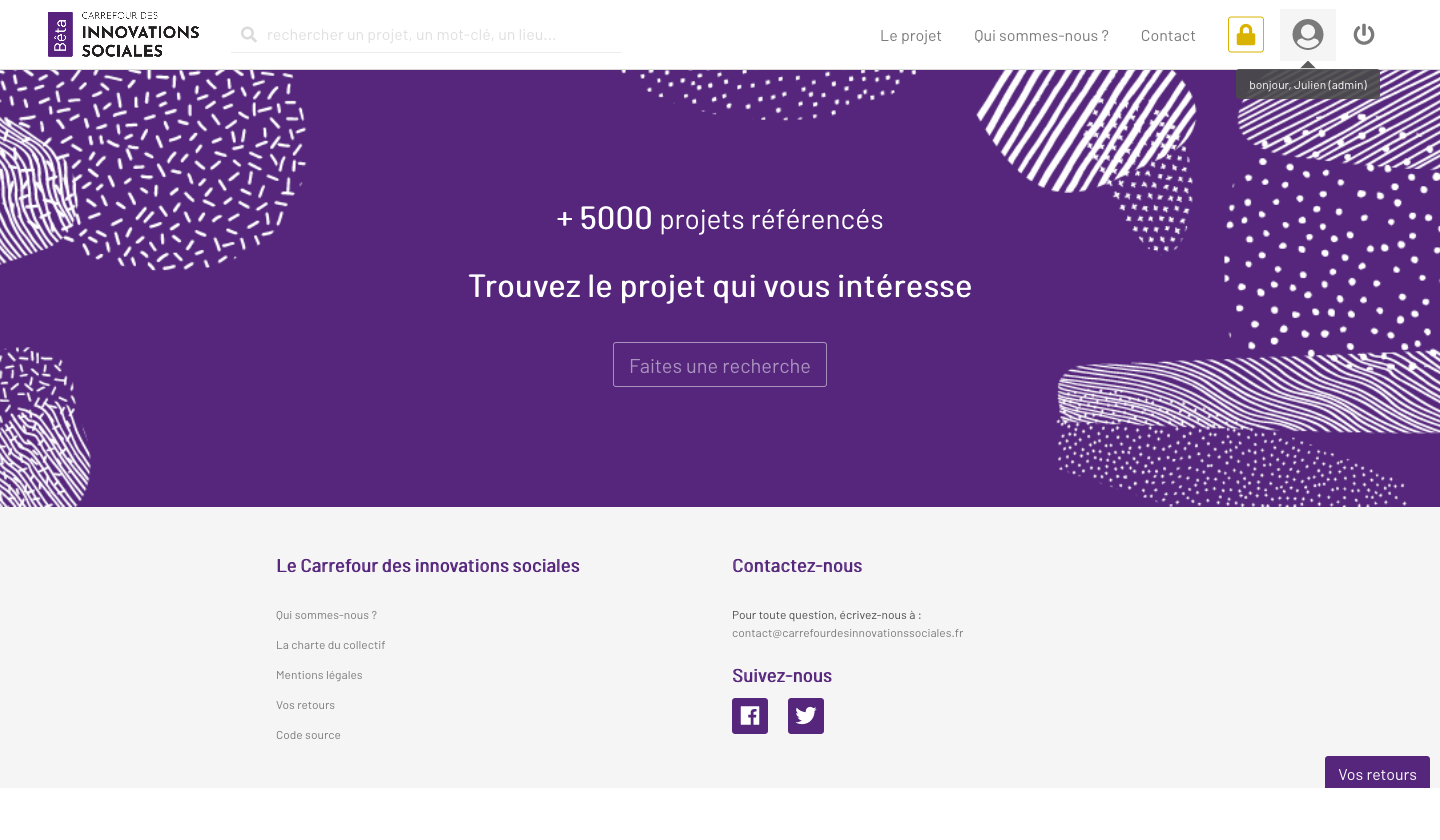 Bêta
CARREFOUR DES
INNOVATIONS
SOCIALES
rechercher un projet, un mot-clé, un lieu...
Le projet
Qui sommes-nous ?
Contact
bonjour, Julien (admin)
+ 5000 projets référencés
Trouvez le projet qui vous intéresse
Faites une recherche
Le Carrefour des innovations sociales
Qui sommes-nous ?
La charte du collectif
Mentions légales
Vos retours
Code source
Contactez-nous
Pour toute question, écrivez-nous à :
contact@carrefourdesinnovationssociales.fr
Suivez-nous
Vos retours